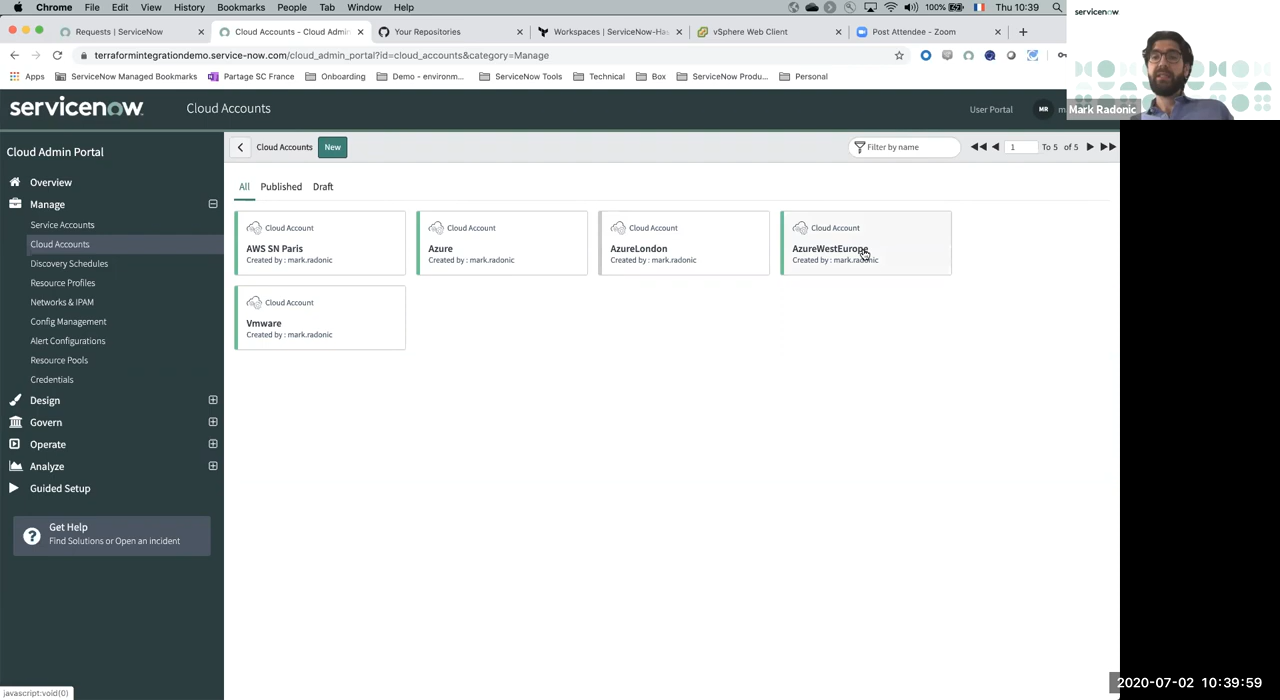 Chrome File Edit View History Bookmarks People Tab Window Help 100% Thu 10:39
Requests | ServiceNow Cloud Accounts - Cloud Admin Your Repositories Workspaces | ServiceNow-Has vSphere Web Client Post Attendee - Zoom
terraformintegrationdemo.service-now.com/cloud_admin_portal?id=cloud_accounts&category=Manage
Apps ServiceNow Managed Bookmarks Partage SC France Onboarding Demo - environm... ServiceNow Tools Technical Box ServiceNow Produ... Personal
servicenow
Mark Radonic
servicenow Cloud Accounts User Portal MR m
Cloud Admin Portal
Overview
Manage
Service Accounts
Cloud Accounts
Discovery Schedules
Resource Profiles
Networks & IPAM
Config Management
Alert Configurations
Resource Pools
Credentials
Design
Govern
Operate
Analyze
Guided Setup
Get Help
Find Solutions or Open an incident
Cloud Accounts New Filter by name 1 To 5 of 5
All Published Draft
Cloud Account
AWS SN Paris
Created by : mark.radonic
Cloud Account
Azure
Created by : mark.radonic
Cloud Account
AzureLondon
Created by : mark.radonic
Cloud Account
AzureWestEurope
Created by : mark.radonic
Cloud Account
Vmware
Created by : mark.radonic
javascript:void(0)
2020-07-02 10:39:59